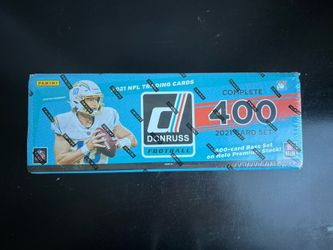 PANINI
2021 NFL TRADING CARDS
DONRUSS
FOOTBALL
COMPLETE
400
2021 CARD SET
400-card Base Set
on Holo Premium Stock!